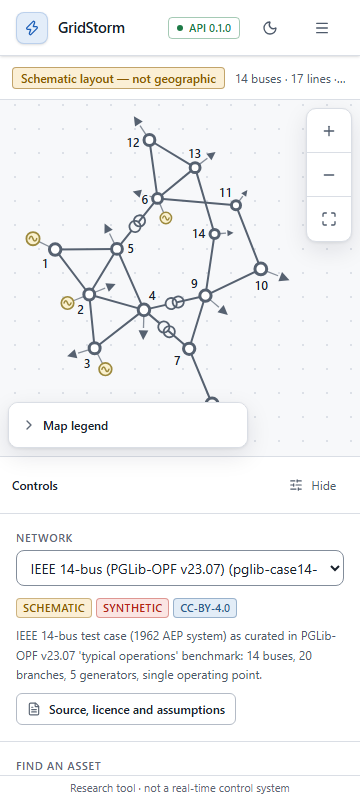 GridStorm
API 0.1.0
Schematic layout — not geographic
14 buses · 17 lines ·…
12
13
6
11
14
1
5
10
2
4
9
3
7
Map legend
Controls
Hide
NETWORK
IEEE 14-bus (PGLib-OPF v23.07) (pglib-case14-
SCHEMATIC
SYNTHETIC
CC-BY-4.0
IEEE 14-bus test case (1962 AEP system) as curated in PGLib-
OPF v23.07 'typical operations' benchmark: 14 buses, 20
branches, 5 generators, single operating point.
Source, licence and assumptions
FIND AN ASSET
Research tool · not a real-time control system